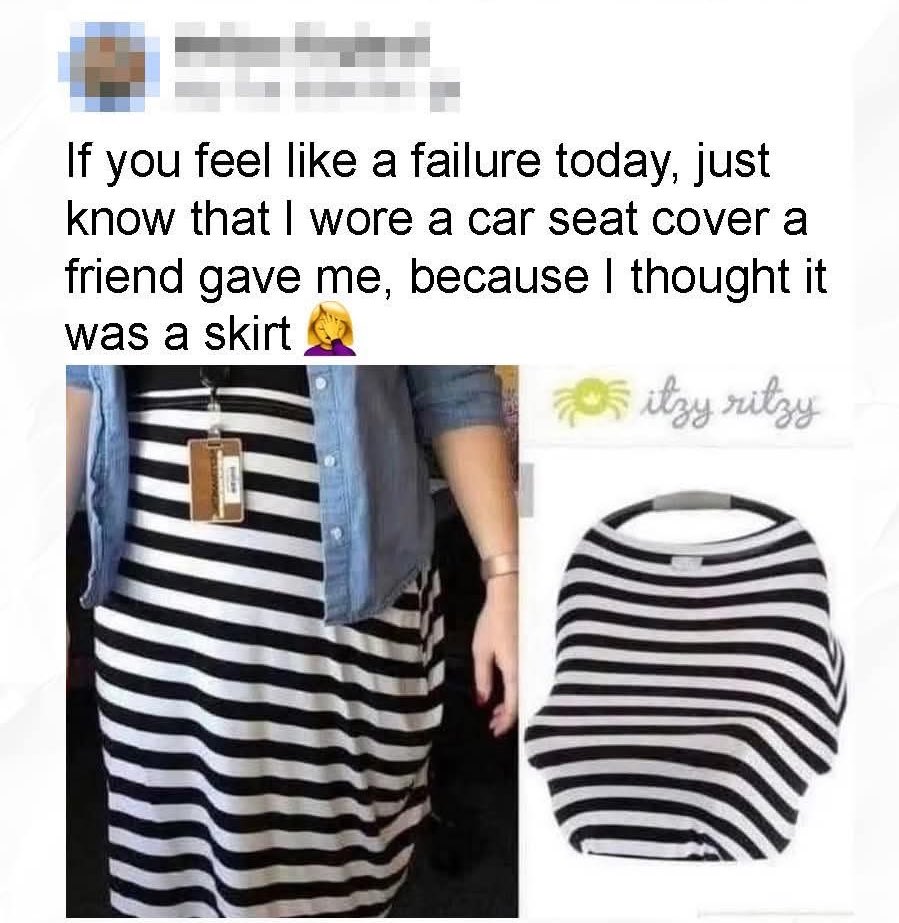 If you feel like a failure today, just
know that I wore a car seat cover a
friend gave me, because I thought it
was a skirt 🤦‍♀️
itzy ritzy